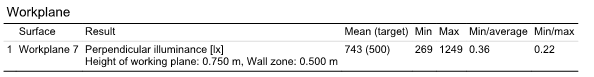 Workplane
Surface Result Mean (target) Min Max Min/average Min/max
1 Workplane 7 Perpendicular illuminance [lx] 743 (500) 269 1249 0.36 0.22
Height of working plane: 0.750 m, Wall zone: 0.500 m